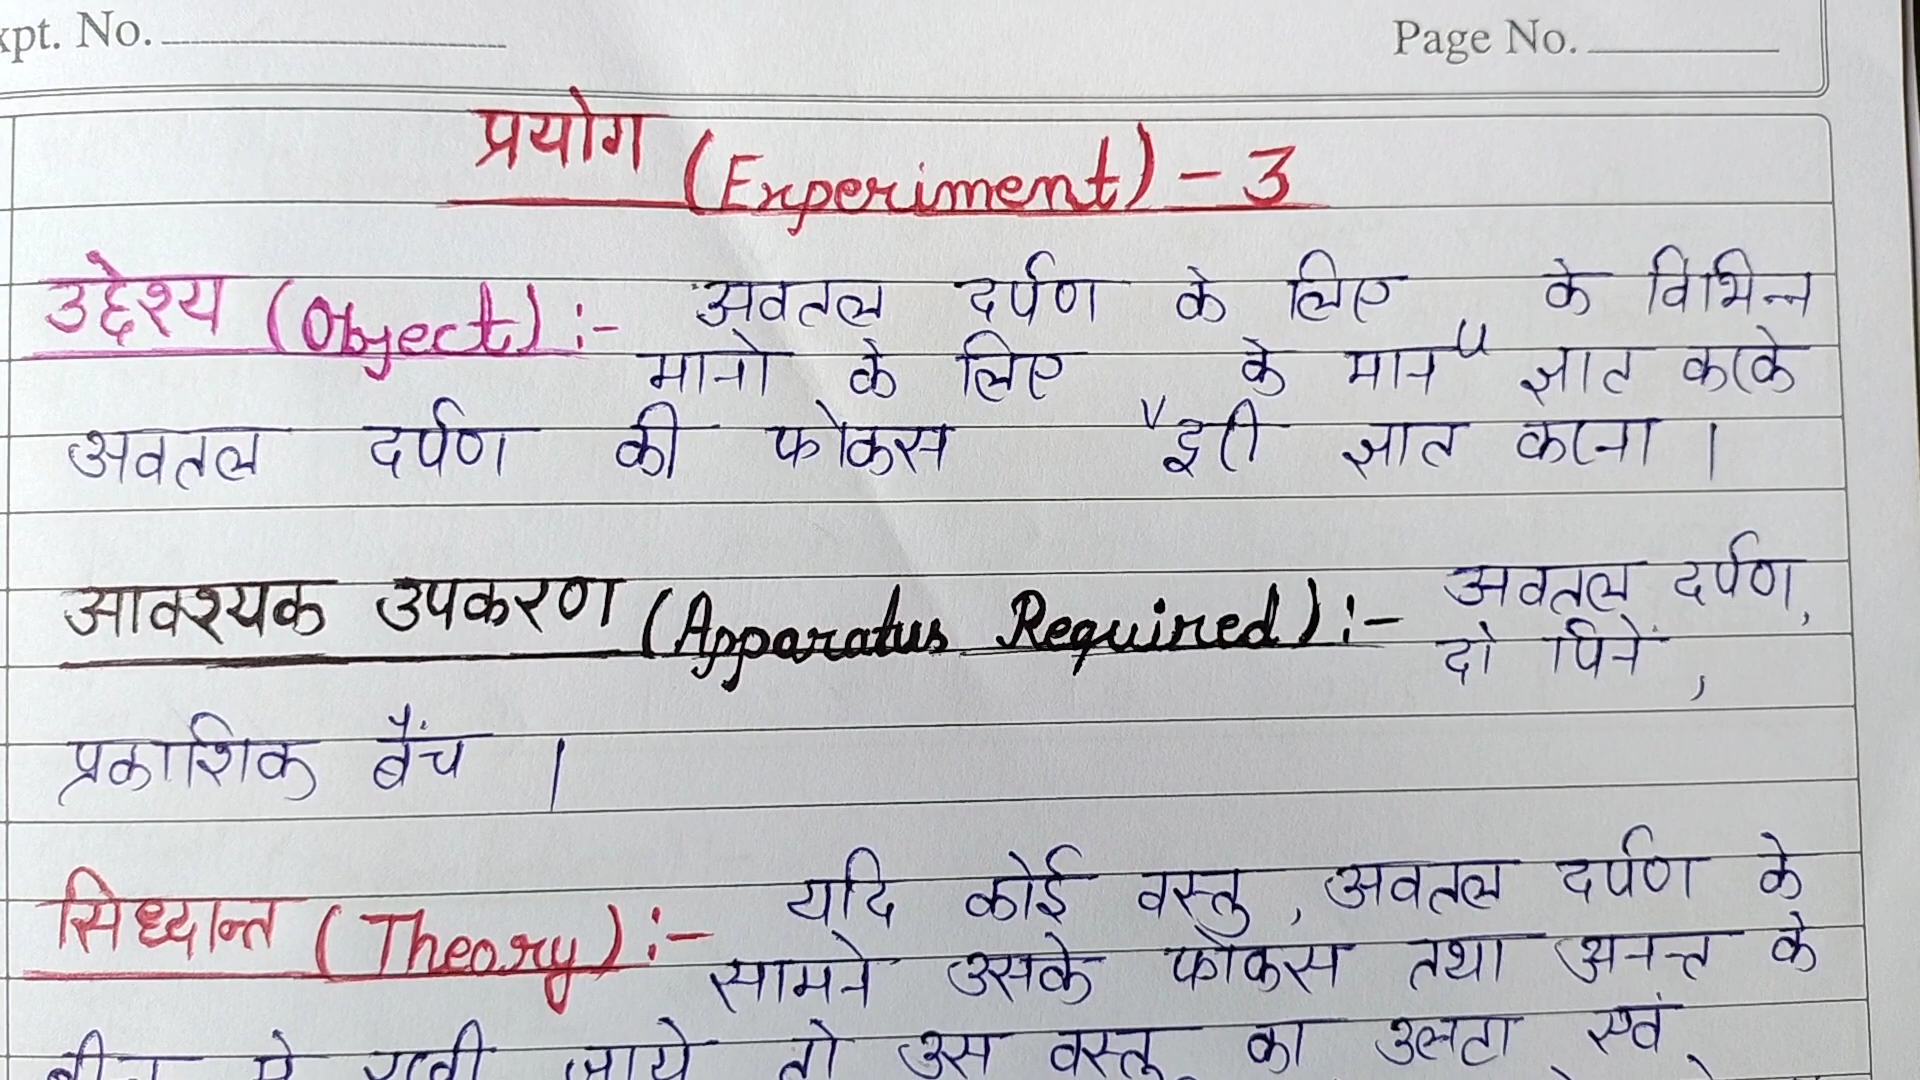 Expt. No.
Page No.
प्रयोग (Experiment) - 3
उद्देश्य (Object) :- अवतल दर्पण के लिए u के विभिन्न
मानो के लिए v के मान ज्ञात करके
अवतल दर्पण की फोकस दूरी ज्ञात करना ।
आवश्यक उपकरण (Apparatus Required) :- अवतल दर्पण,
दो पिनें,
प्रकाशिक बैंच ।
सिध्दान्त (Theory) :- यदि कोई वस्तु, अवतल दर्पण के
सामने उसके फोकस तथा अनन्त के
बीच में रखी जाये तो उस वस्तु का उल्टा एवं